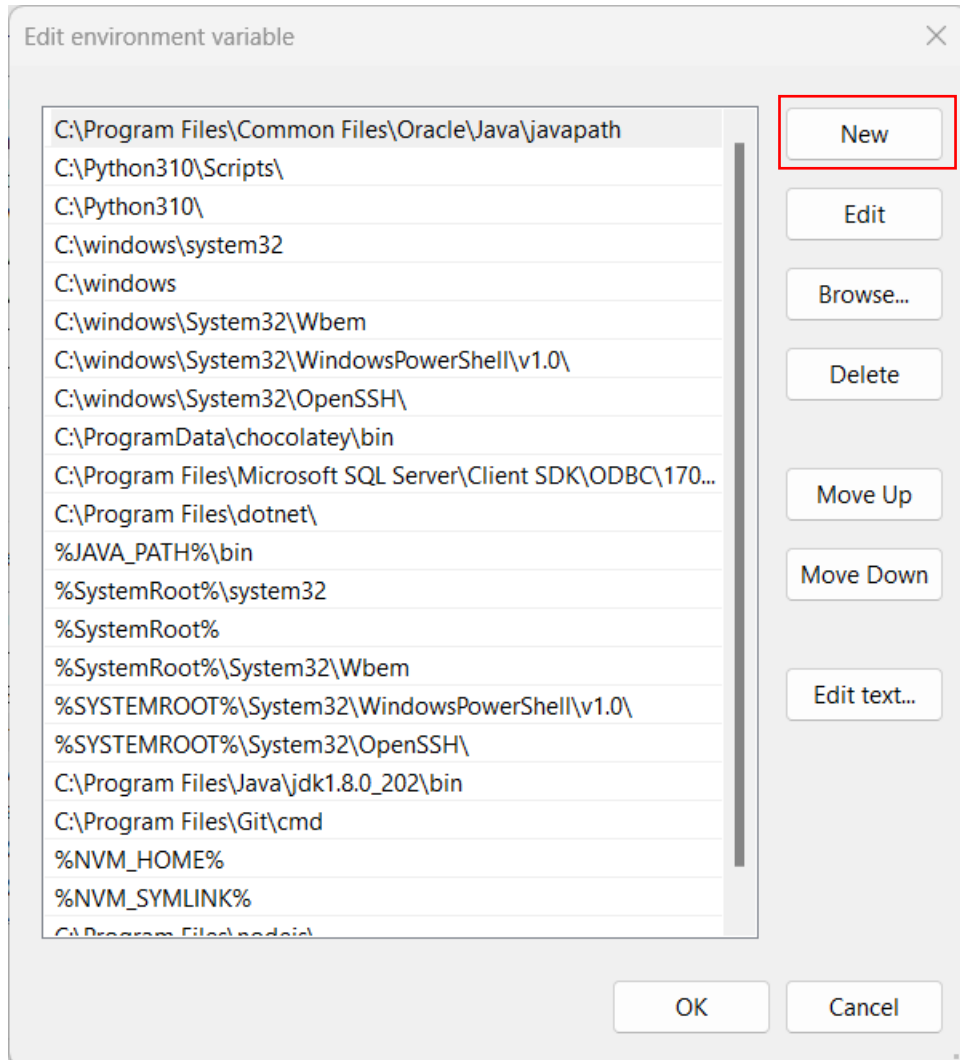 Edit environment variable
C:\Program Files\Common Files\Oracle\Java\javapath
C:\Python310\Scripts\
C:\Python310\
C:\windows\system32
C:\windows
C:\windows\System32\Wbem
C:\windows\System32\WindowsPowerShell\v1.0\
C:\windows\System32\OpenSSH\
C:\ProgramData\chocolatey\bin
C:\Program Files\Microsoft SQL Server\Client SDK\ODBC\170...
C:\Program Files\dotnet\
%JAVA_PATH%\bin
%SystemRoot%\system32
%SystemRoot%
%SystemRoot%\System32\Wbem
%SYSTEMROOT%\System32\WindowsPowerShell\v1.0\
%SYSTEMROOT%\System32\OpenSSH\
C:\Program Files\Java\jdk1.8.0_202\bin
C:\Program Files\Git\cmd
%NVM_HOME%
%NVM_SYMLINK%
C:\Program Files\nodejs\
New
Edit
Browse...
Delete
Move Up
Move Down
Edit text...
OK
Cancel